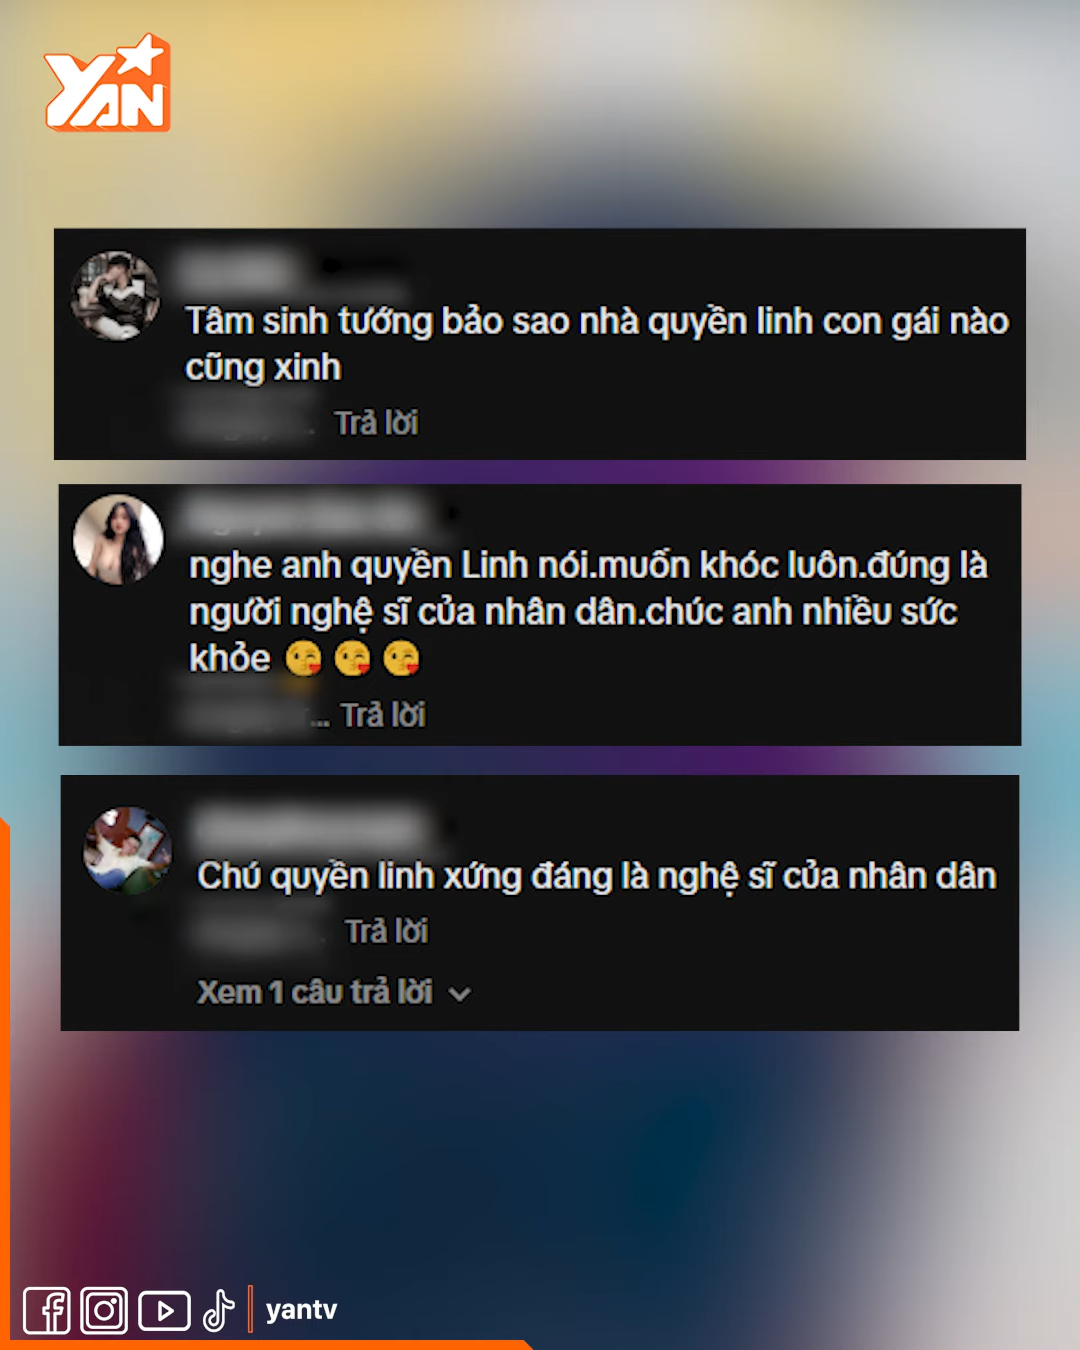 YAN
Tâm sinh tướng bảo sao nhà quyền linh con gái nào
cũng xinh
Trả lời
nghe anh quyền Linh nói.muốn khóc luôn.đúng là
người nghệ sĩ của nhân dân.chúc anh nhiều sức
khỏe 😘 😘 😘
... Trả lời
Chú quyền linh xứng đáng là nghệ sĩ của nhân dân
Trả lời
Xem 1 câu trả lời
yantv